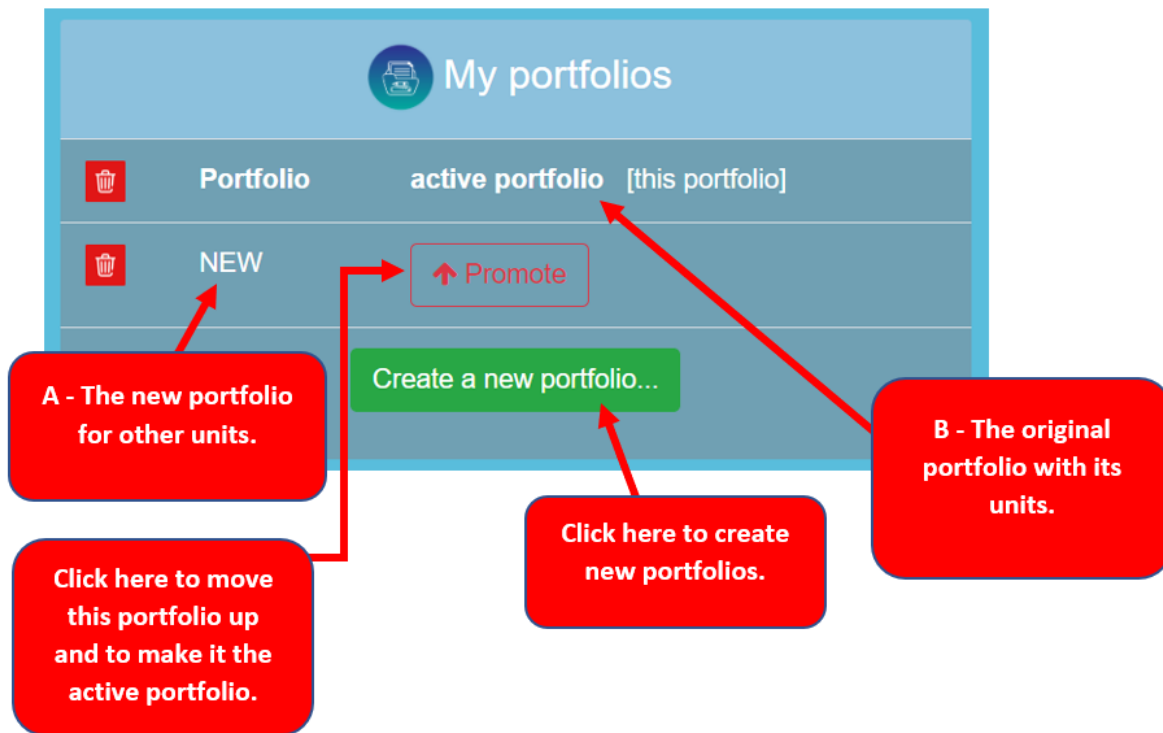 My portfolios
Portfolio active portfolio [this portfolio]
NEW Promote
Create a new portfolio...
A - The new portfolio
for other units.
B - The original
portfolio with its
units.
Click here to create
new portfolios.
Click here to move
this portfolio up
and to make it the
active portfolio.